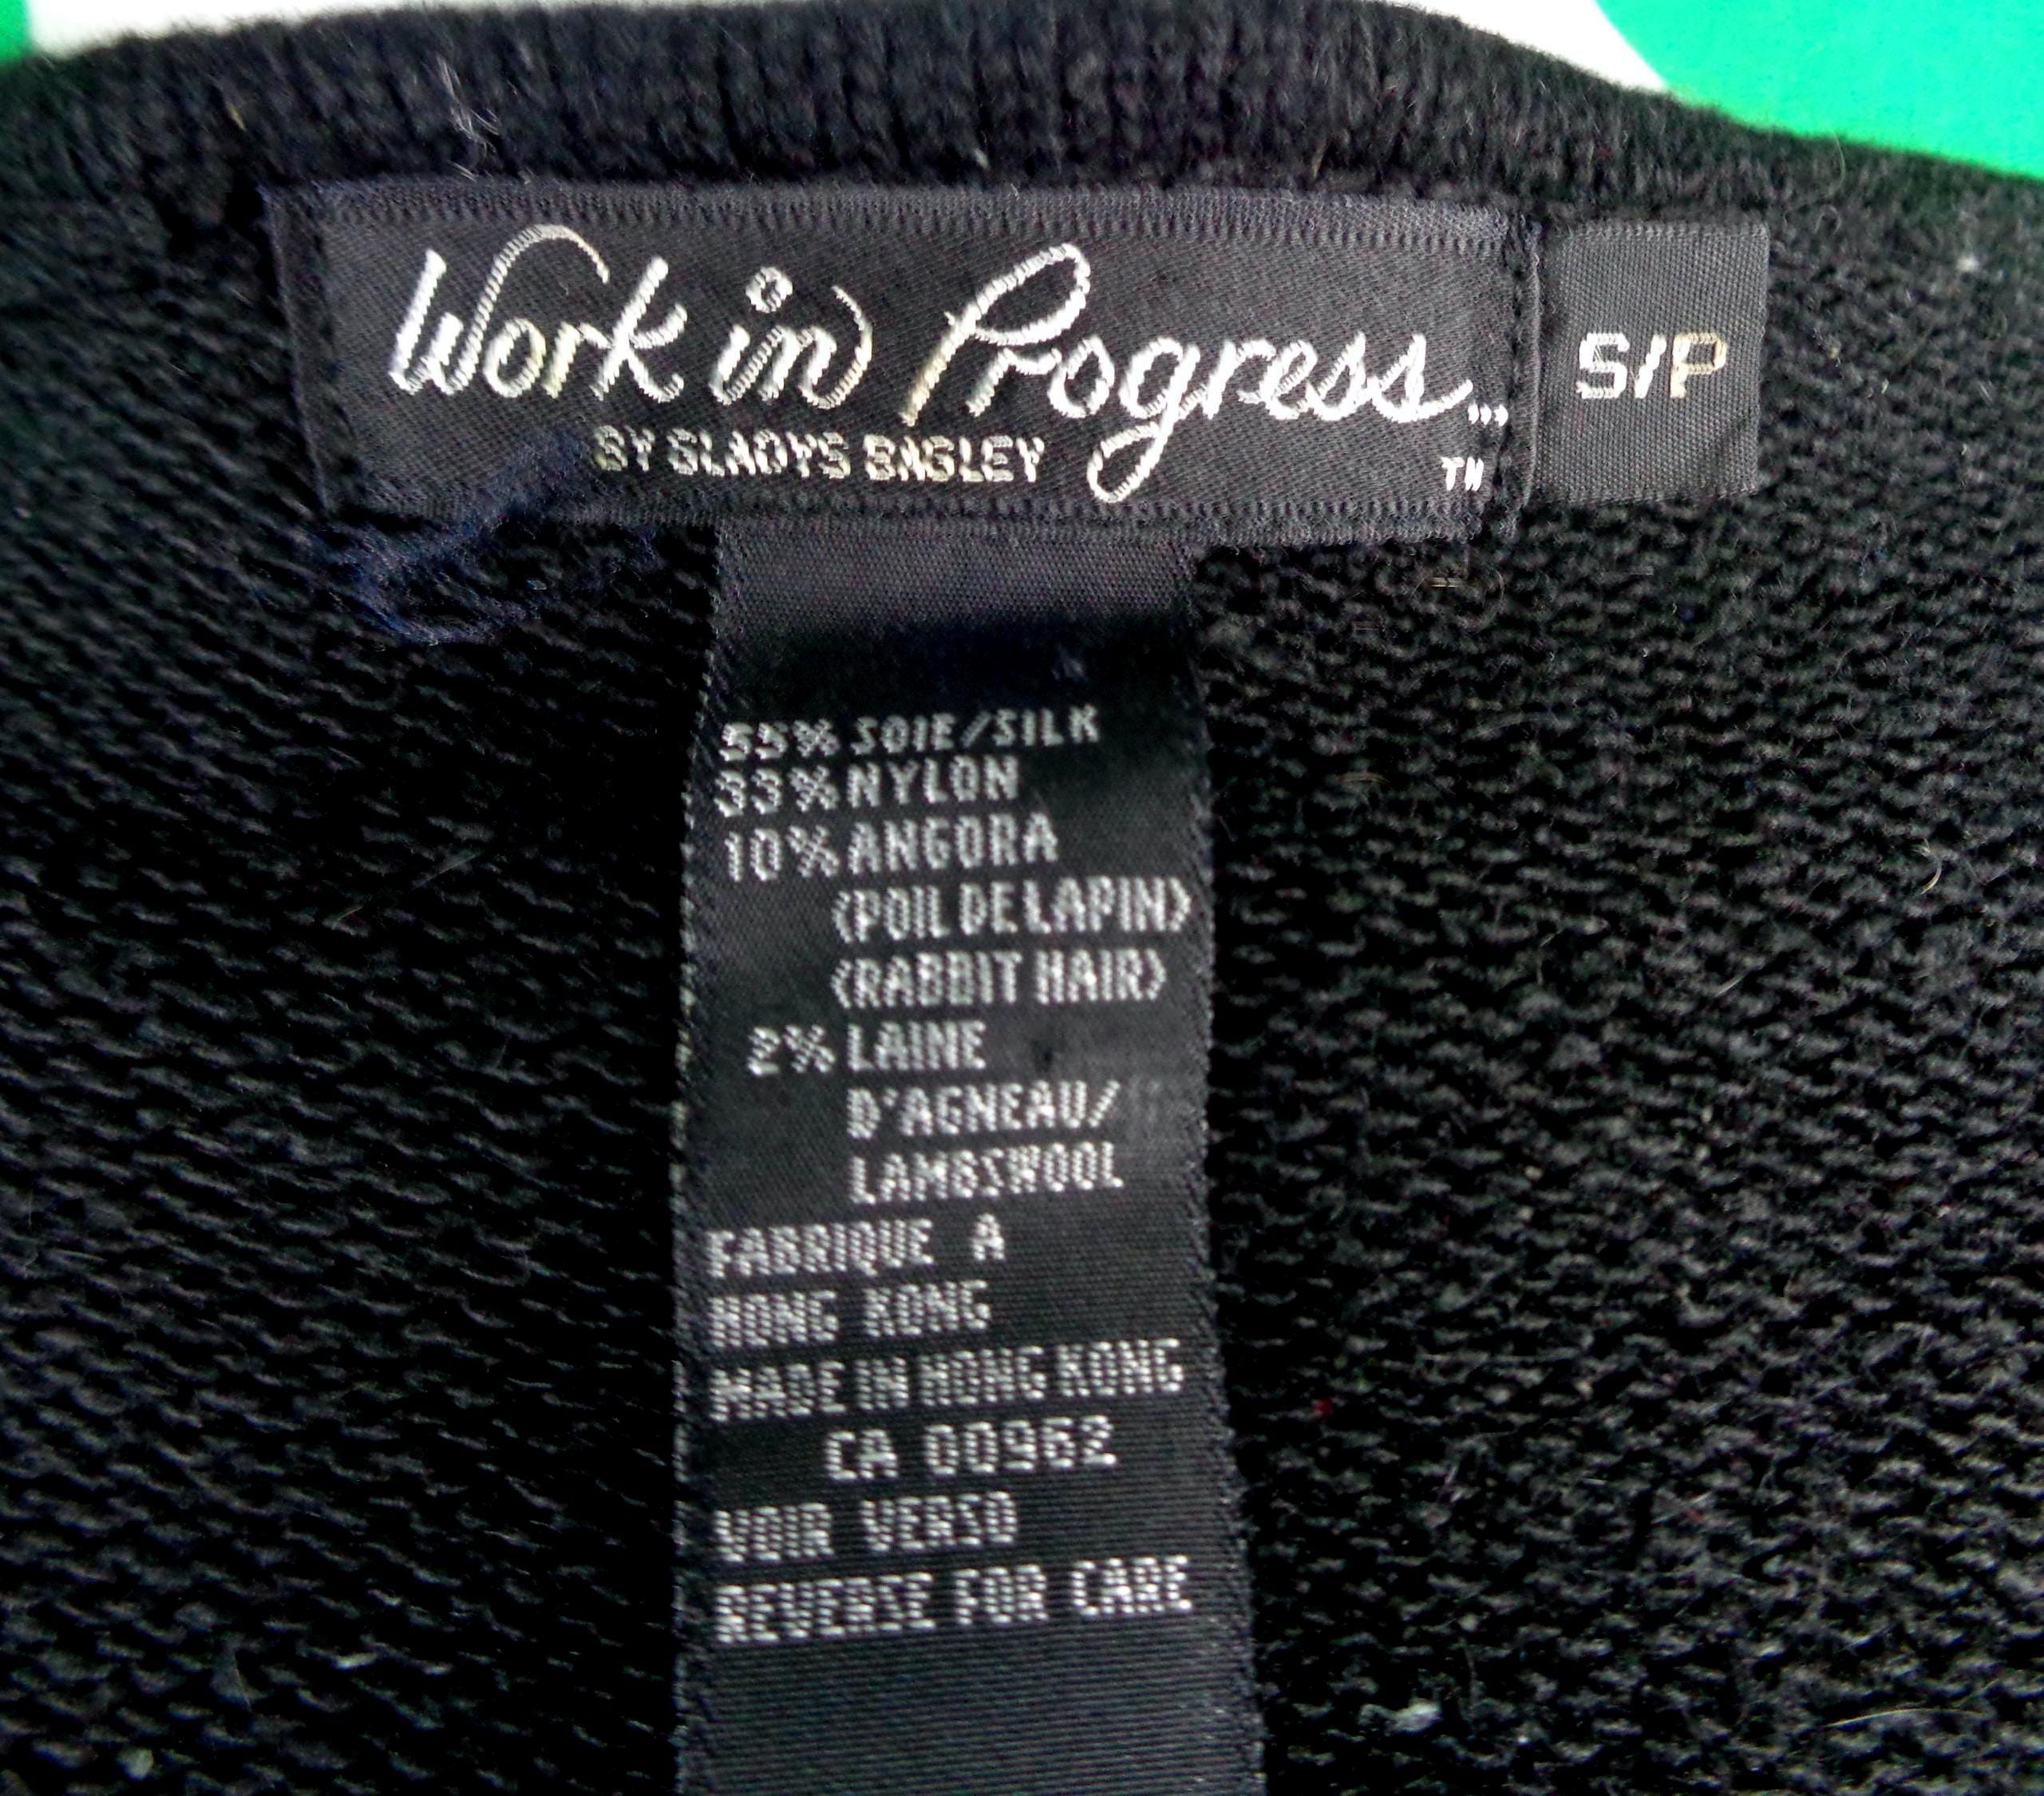 Work in Progress...
BY GLADYS BAGLEY
TM
S/P
55% SOIE/SILK
33% NYLON
10% ANGORA
(POIL DE LAPIN)
(RABBIT HAIR)
2% LAINE
D'AGNEAU/
LAMBSWOOL
FABRIQUE A
HONG KONG
MADE IN HONG KONG
CA 00962
VOIR VERSO
REVERSE FOR CARE